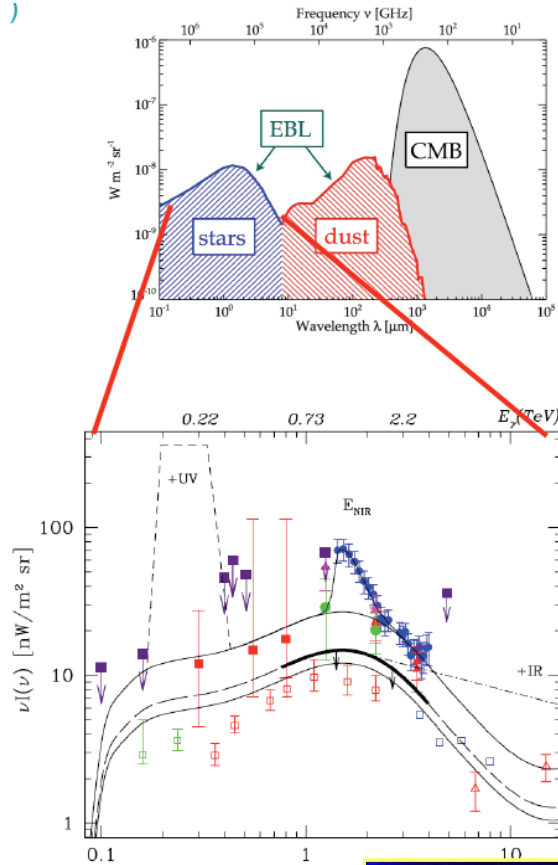 )
Frequency ν [GHz]
10⁶ 10⁵ 10⁴ 10³ 10² 10¹
10⁻⁶
10⁻⁷
10⁻⁸
10⁻⁹
10⁻¹⁰
W m⁻² sr⁻¹
EBL
CMB
stars
dust
10⁻¹ 10⁰ 10¹ 10² 10³ 10⁴ 10⁵
Wavelength λ [μm]
0.22 0.73 2.2 Eγ(TeV)
+UV
E_NIR
+IR
100
10
1
νI(ν) [nW/m² sr]
0.1 1 10